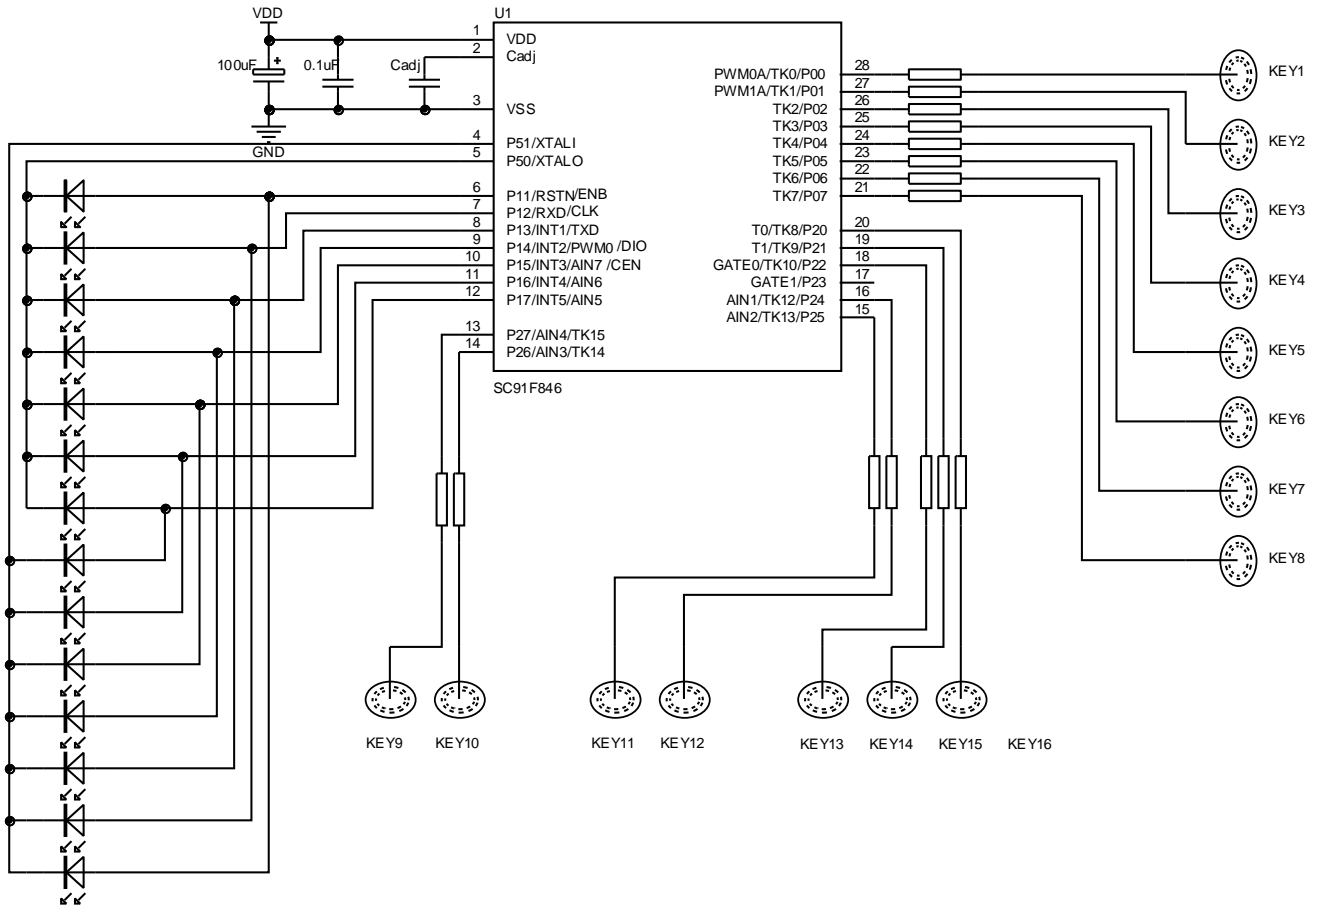 VDD
U1
1
VDD
2
Cadj
100uF
+
0.1uF
Cadj
3
VSS
GND
4
P51/XTALI
5
P50/XTALO
6
P11/RSTN/ENB
7
P12/RXD/CLK
8
P13/INT1/TXD
9
P14/INT2/PWM0 /DIO
10
P15/INT3/AIN7 /CEN
11
P16/INT4/AIN6
12
P17/INT5/AIN5
13
P27/AIN4/TK15
14
P26/AIN3/TK14
SC91F846
PWM0A/TK0/P00
28
PWM1A/TK1/P01
27
TK2/P02
26
TK3/P03
25
TK4/P04
24
TK5/P05
23
TK6/P06
22
TK7/P07
21
T0/TK8/P20
20
T1/TK9/P21
19
GATE0/TK10/P22
18
GATE1/P23
17
AIN1/TK12/P24
16
AIN2/TK13/P25
15
KEY1
KEY2
KEY3
KEY4
KEY5
KEY6
KEY7
KEY8
KEY9
KEY10
KEY11
KEY12
KEY13
KEY14
KEY15
KEY16